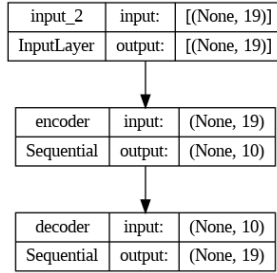 input_2 input: [(None, 19)]
InputLayer output: [(None, 19)]
encoder input: (None, 19)
Sequential output: (None, 10)
decoder input: (None, 10)
Sequential output: (None, 19)